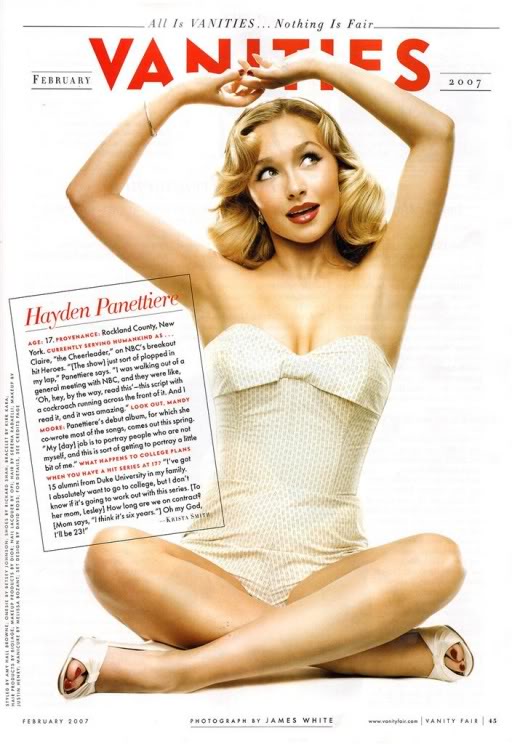 All Is VANITIES...Nothing Is Fair
VANITIES
FEBRUARY
2007
Hayden Panettiere
AGE: 17. PROVENANCE: Rockland County, New
York. CURRENTLY SERVING HUMANKIND AS ...
Claire, "the Cheerleader," on NBC's breakout
hit Heroes. "[The show] just sort of plopped in
my lap," Panettiere says. "I was walking out of a
general meeting with NBC, and they were like,
'Oh, hey, by the way, read this'—this script with
a cockroach running across the front of it. And I
read it, and it was amazing." LOOK OUT, MANDY
MOORE: Panettiere's debut album, for which she
co-wrote most of the songs, comes out this spring.
"My [day] job is to portray people who are not
myself, and this is sort of getting to portray a little
bit of me." WHAT HAPPENS TO COLLEGE PLANS
WHEN YOU HAVE A HIT SERIES AT 17? "I've got
15 alumni from Duke University in my family.
I absolutely want to go to college, but I don't
know if it's going to work out with this series. [To
her mom, Lesley] How long are we on contract?
[Mom says, "I think it's six years."] Oh my God,
I'll be 23!"
—KRISTA SMITH
FEBRUARY 2007
PHOTOGRAPH BY JAMES WHITE
www.vanityfair.com | VANITY FAIR | 45